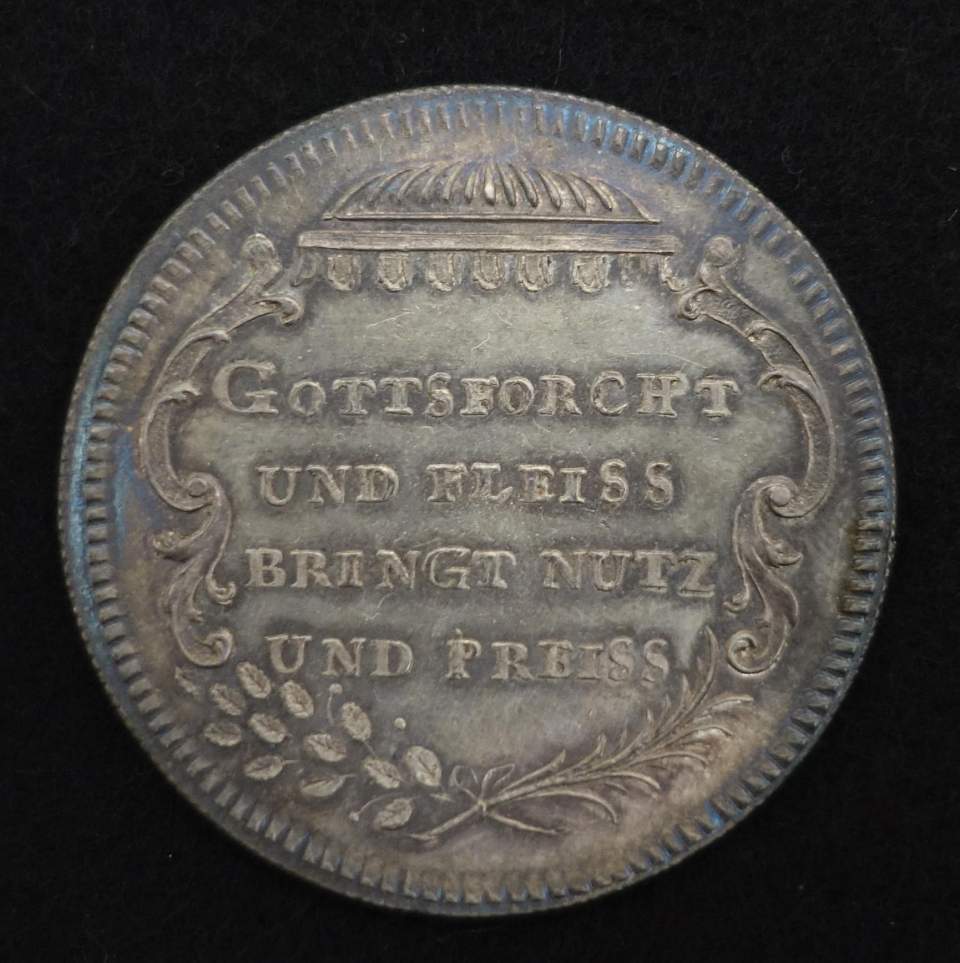 GOTTSFORCHT
UND FLEISS
BRINGT NUTZ
UND PREISS